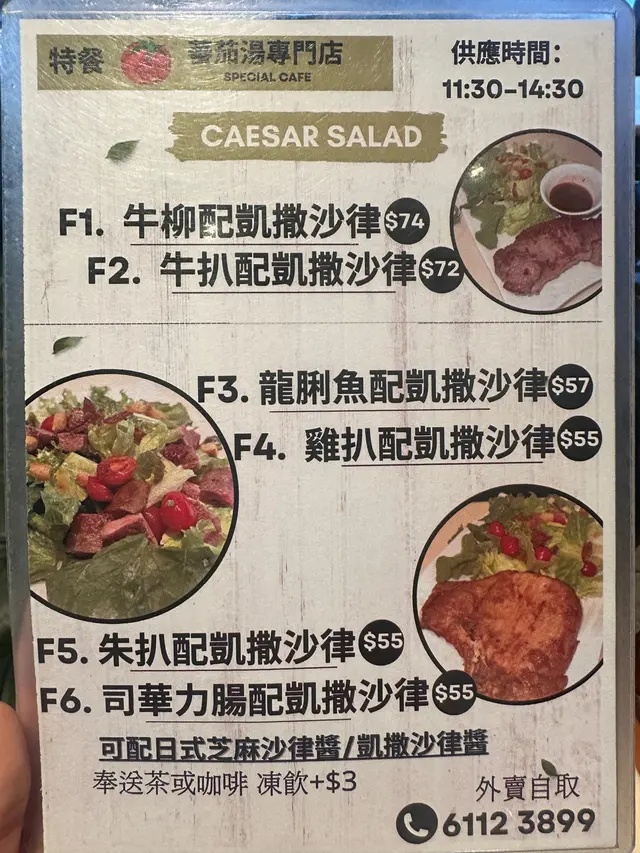 特餐 蕃茄湯專門店
SPECIAL CAFE
供應時間：
11:30-14:30
CAESAR SALAD
F1. 牛柳配凱撒沙律 $74
F2. 牛扒配凱撒沙律 $72
F3. 龍脷魚配凱撒沙律 $57
F4. 雞扒配凱撒沙律 $55
F5. 朱扒配凱撒沙律 $55
F6. 司華力腸配凱撒沙律 $55
可配日式芝麻沙律醬/凱撒沙律醬
奉送茶或咖啡 凍飲+$3
外賣自取
6112 3899